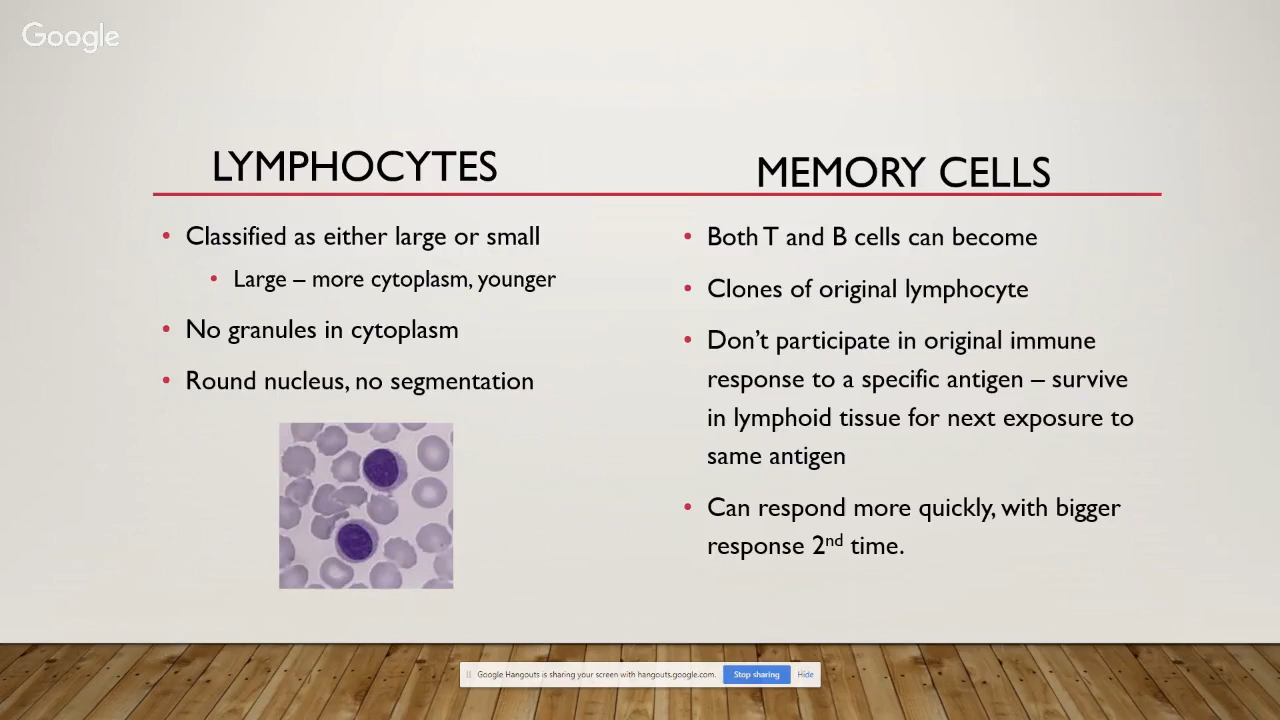 Google
LYMPHOCYTES
Classified as either large or small
Large – more cytoplasm, younger
No granules in cytoplasm
Round nucleus, no segmentation
MEMORY CELLS
Both T and B cells can become
Clones of original lymphocyte
Don’t participate in original immune
response to a specific antigen – survive
in lymphoid tissue for next exposure to
same antigen
Can respond more quickly, with bigger
response 2nd time.
Google Hangouts is sharing your screen with hangouts.google.com. Stop sharing Hide